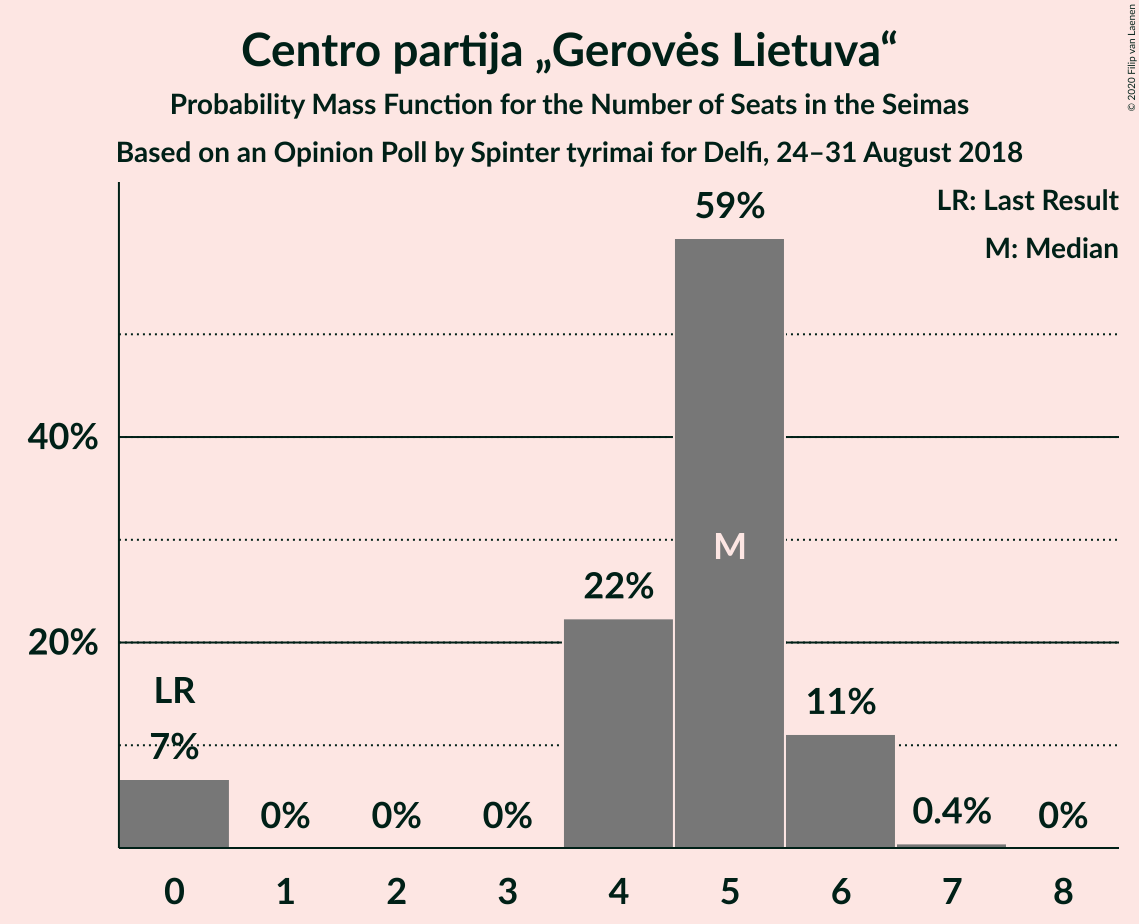 Centro partija „Gerovės Lietuva“
Probability Mass Function for the Number of Seats in the Seimas
Based on an Opinion Poll by Spinter tyrimai for Delfi, 24–31 August 2018
© 2020 Filip van Laenen
LR: Last Result
M: Median
59%
40%
M
22%
20%
LR
7%
0%
0%
0%
11%
0.4%
0%
0 1 2 3 4 5 6 7 8